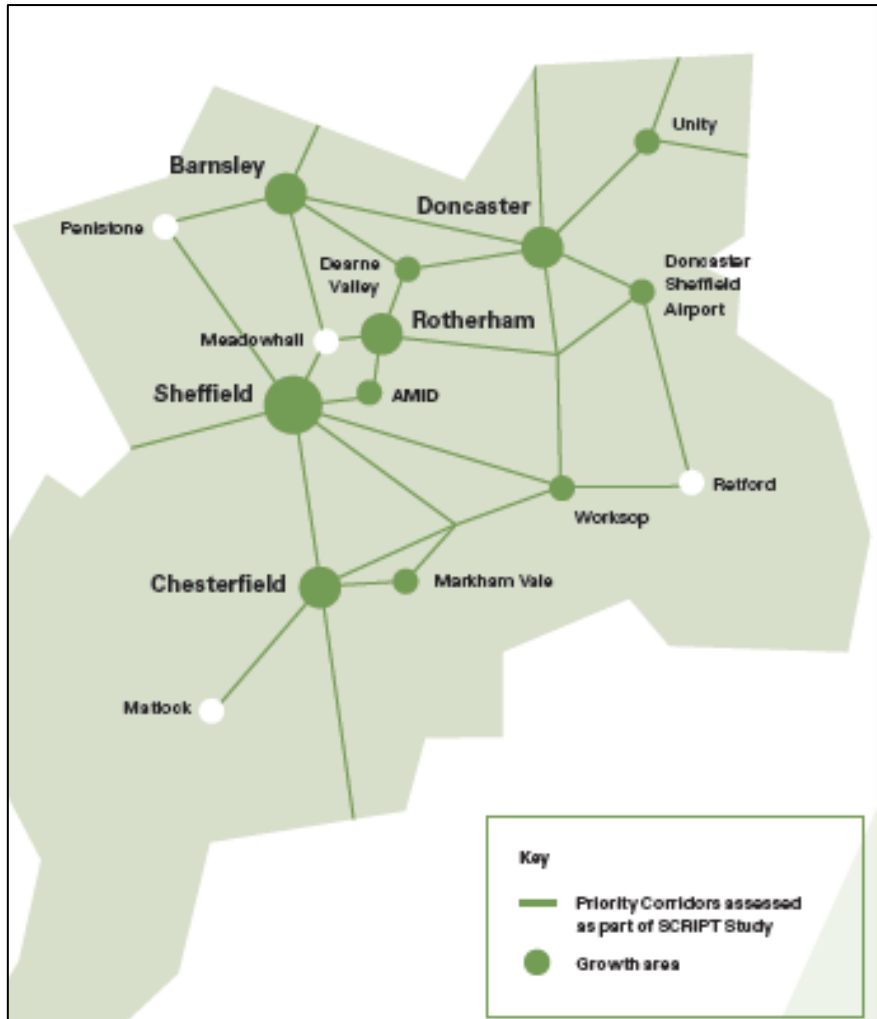 Unity
Barnsley
Doncaster
Penistone
Dearne
Valley
Doncaster
Sheffield
Airport
Rotherham
Meadowhall
Sheffield
AMID
Retford
Worksop
Chesterfield
Markham Vale
Matlock
Key
Priority Corridors assessed
as part of SCRIPT Study
Growth area